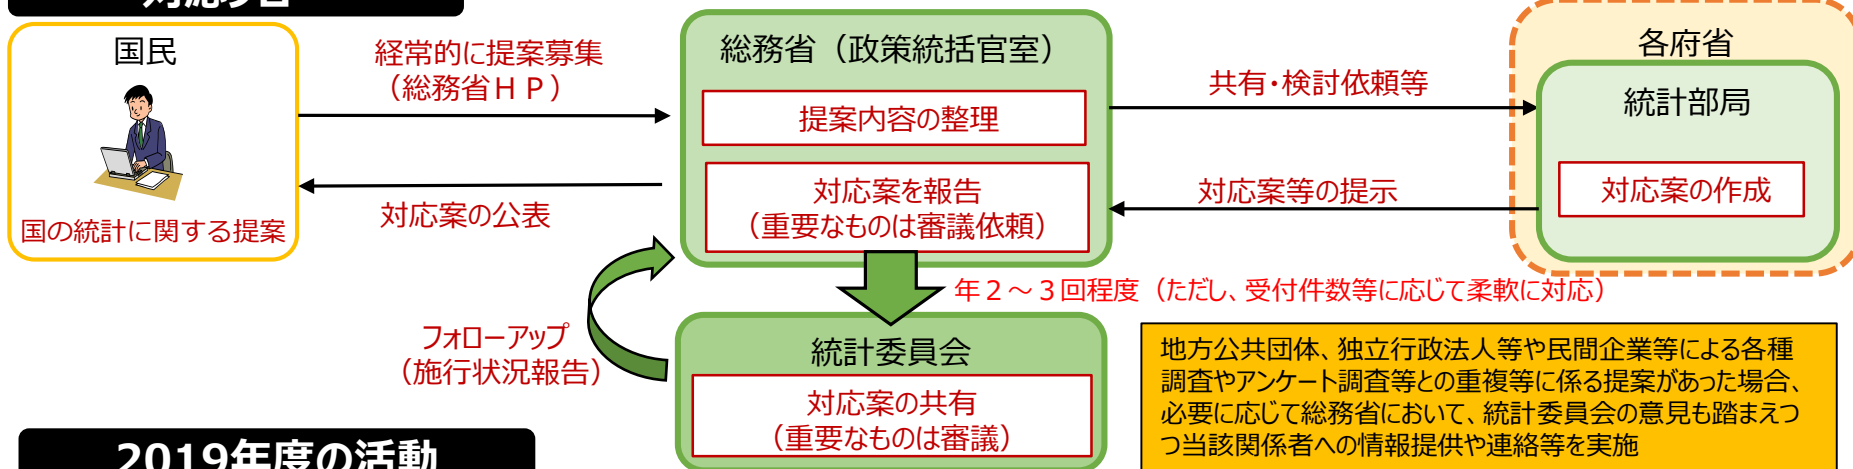 国民
国の統計に関する提案
経常的に提案募集
（総務省ＨＰ）
対応案の公表
総務省（政策統括官室）
提案内容の整理
対応案を報告
（重要なものは審議依頼）
共有・検討依頼等
対応案等の提示
各府省
統計部局
対応案の作成
年２～３回程度（ただし、受付件数等に応じて柔軟に対応）
フォローアップ
（施行状況報告）
統計委員会
対応案の共有
（重要なものは審議）
地方公共団体、独立行政法人等や民間企業等による各種
調査やアンケート調査等との重複等に係る提案があった場合、
必要に応じて総務省において、統計委員会の意見も踏まえつ
つ当該関係者への情報提供や連絡等を実施
2019年度の活動